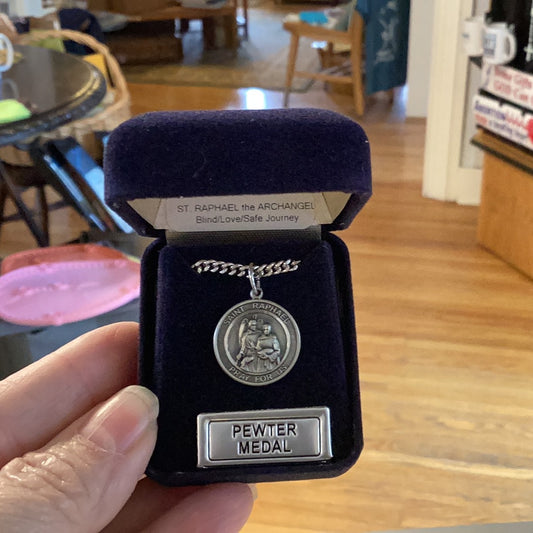 ST. RAPHAEL the ARCHANGEL
Blind/Love/Safe Journey
SAINT RAPHAEL
PRAY FOR US
PEWTER
MEDAL